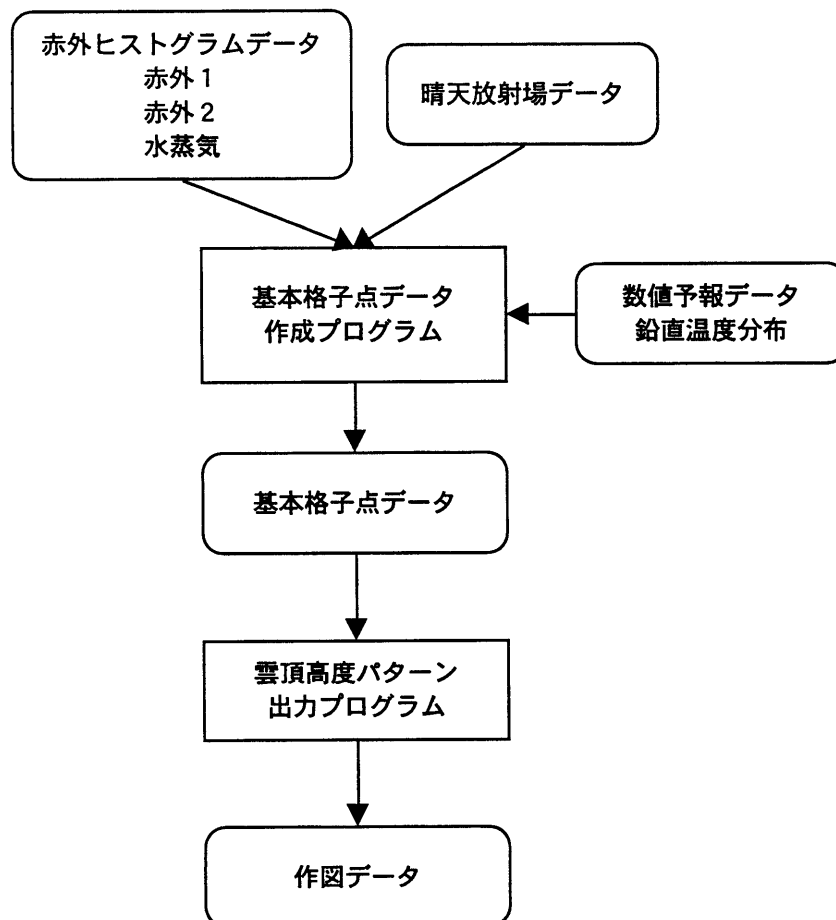 赤外ヒストグラムデータ
赤外1
赤外2
水蒸気
晴天放射場データ
基本格子点データ
作成プログラム
数値予報データ
鉛直温度分布
基本格子点データ
雲頂高度パターン
出力プログラム
作図データ